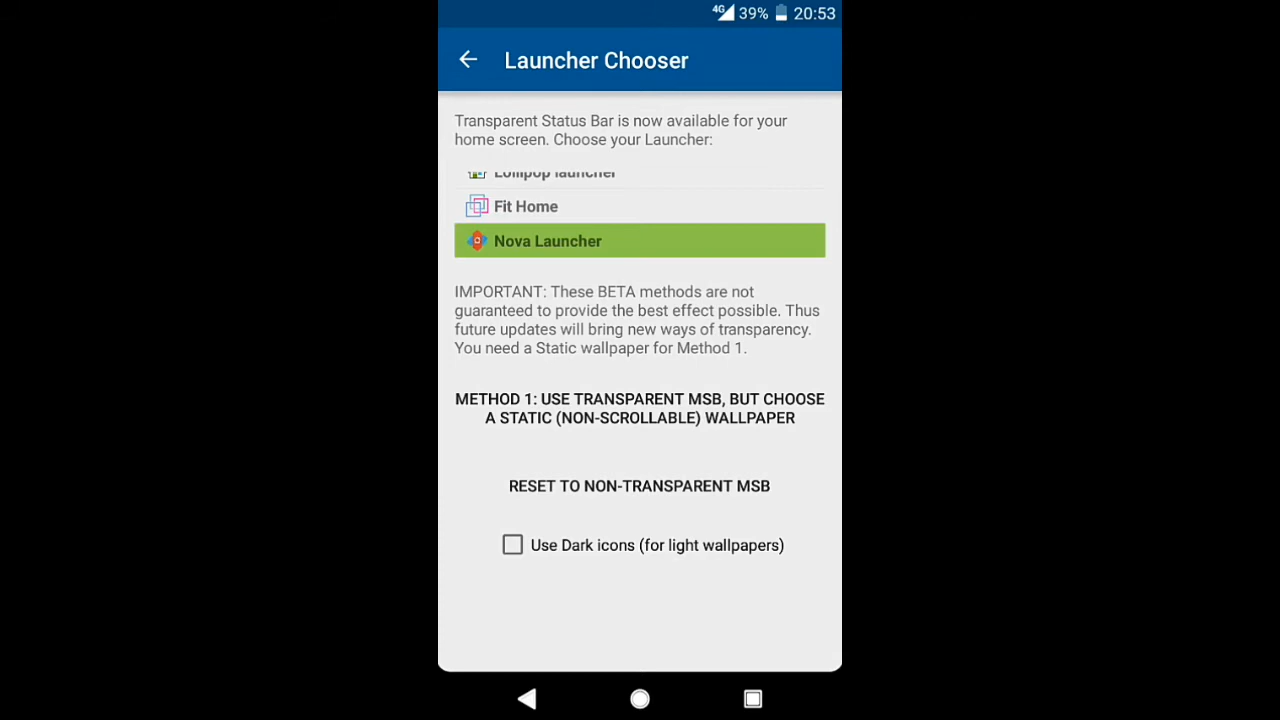 4G 39% 20:53
Launcher Chooser
Transparent Status Bar is now available for your
home screen. Choose your Launcher:
Lollipop launcher
Fit Home
Nova Launcher
IMPORTANT: These BETA methods are not
guaranteed to provide the best effect possible. Thus
future updates will bring new ways of transparency.
You need a Static wallpaper for Method 1.
METHOD 1: USE TRANSPARENT MSB, BUT CHOOSE
A STATIC (NON-SCROLLABLE) WALLPAPER
RESET TO NON-TRANSPARENT MSB
Use Dark icons (for light wallpapers)